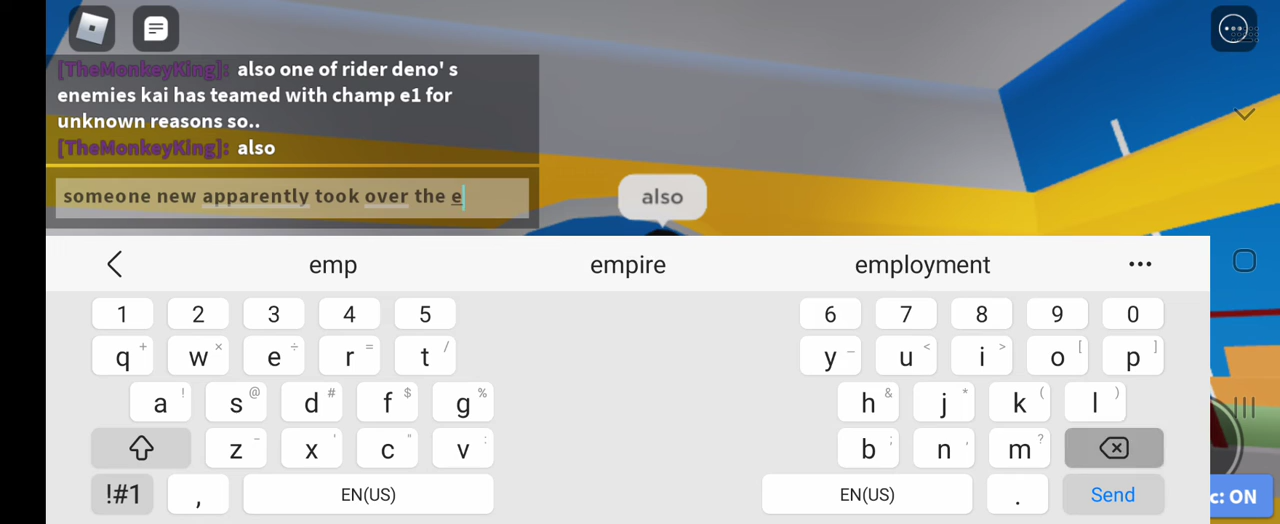 [TheMonkeyKing]: also one of rider deno' s
enemies kai has teamed with champ e1 for
unknown reasons so..
[TheMonkeyKing]: also
someone new apparently took over the e
also
emp empire employment
1 2 3 4 5 6 7 8 9 0
q + w × e ÷ r = t / y _ u < i > o [ p ]
a ! s @ d # f $ g % h & j * k ( l )
z - x ' c " v : b ; n , m ?
!#1 , EN(US) EN(US) . Send
c: ON